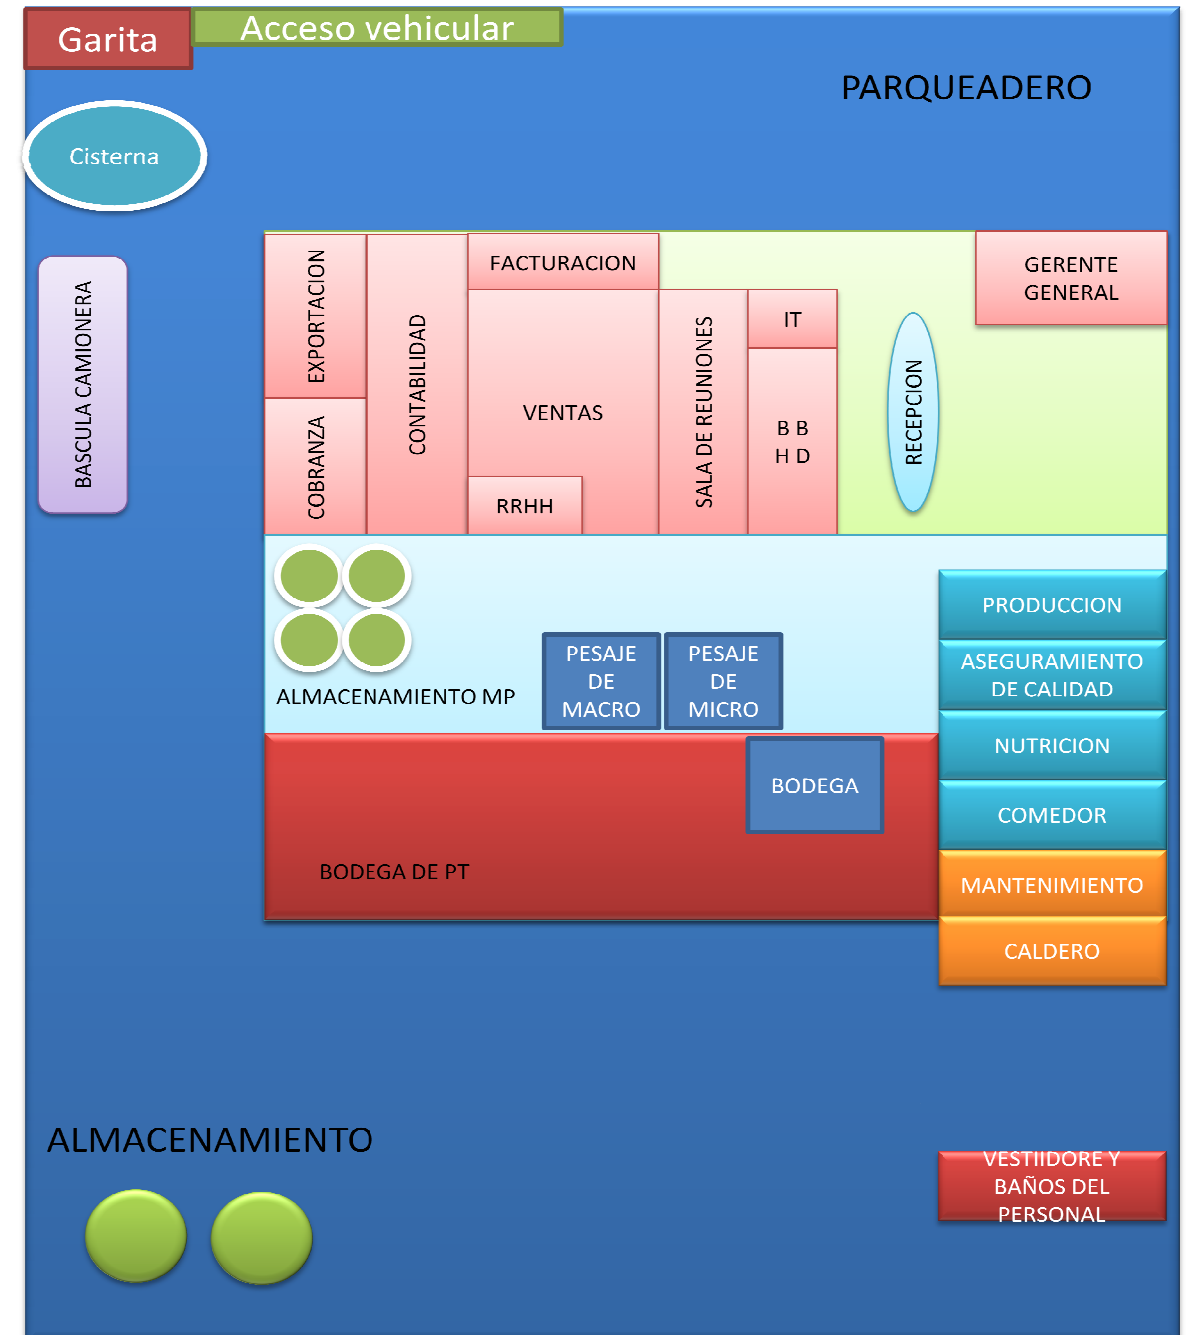 Garita
Acceso vehicular
PARQUEADERO
Cisterna
BASCULA CAMIONERA
EXPORTACION
COBRANZA
CONTABILIDAD
FACTURACION
VENTAS
RRHH
SALA DE REUNIONES
IT
B B
H D
RECEPCION
GERENTE
GENERAL
ALMACENAMIENTO MP
PESAJE
DE
MACRO
PESAJE
DE
MICRO
PRODUCCION
ASEGURAMIENTO
DE CALIDAD
NUTRICION
COMEDOR
MANTENIMIENTO
CALDERO
BODEGA
BODEGA DE PT
ALMACENAMIENTO
VESTIIDORE Y
BAÑOS DEL
PERSONAL